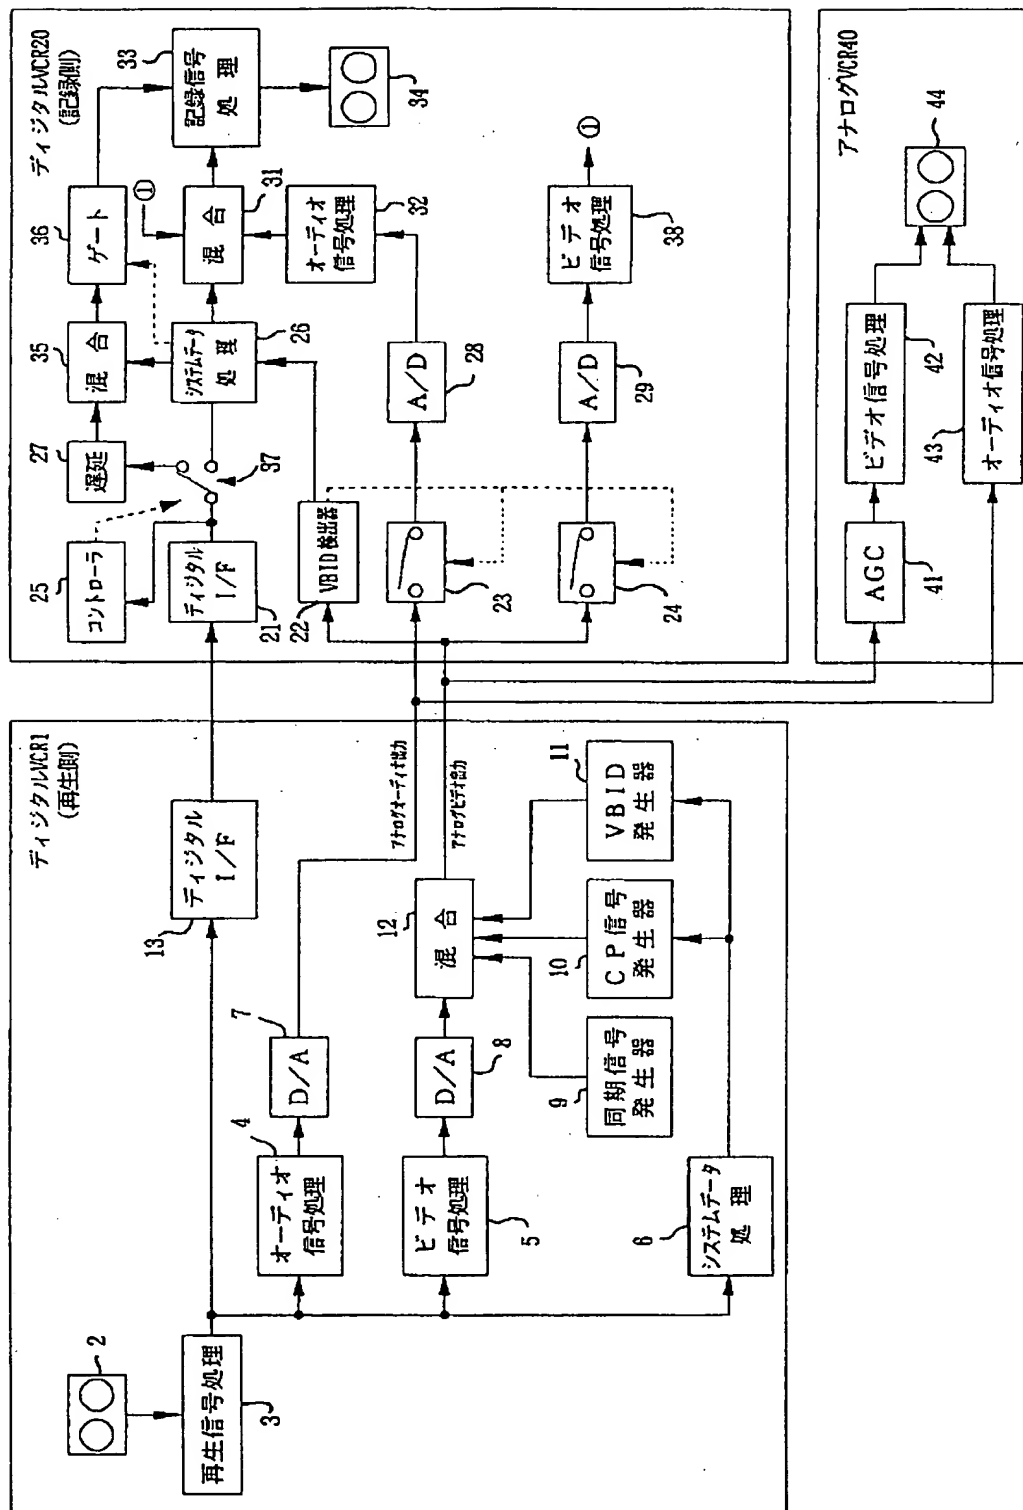 ディジタルVCR1
(再生側)
2
再生信号処理
3
ディジタル
I/F
13
オーディオ
信号処理
4
D/A
7
アナログオーディオ出力
ビデオ
信号処理
5
D/A
8
混合
12
アナログビデオ出力
同期信号
発生器
9
CP信号
発生器
10
VBID
発生器
11
システムデータ
処理
6
ディジタルVCR20
(記録側)
コントローラ
25
ディジタル
I/F
21
37
遅延
27
混合
35
ゲート
36
①
システムデータ
処理
26
混合
31
記録信号
処理
33
34
VBID検出器
22
オーディオ
信号処理
32
23
A/D
28
24
A/D
29
ビデオ
信号処理
38
①
アナログVCR40
AGC
41
ビデオ信号処理
42
オーディオ信号処理
43
44